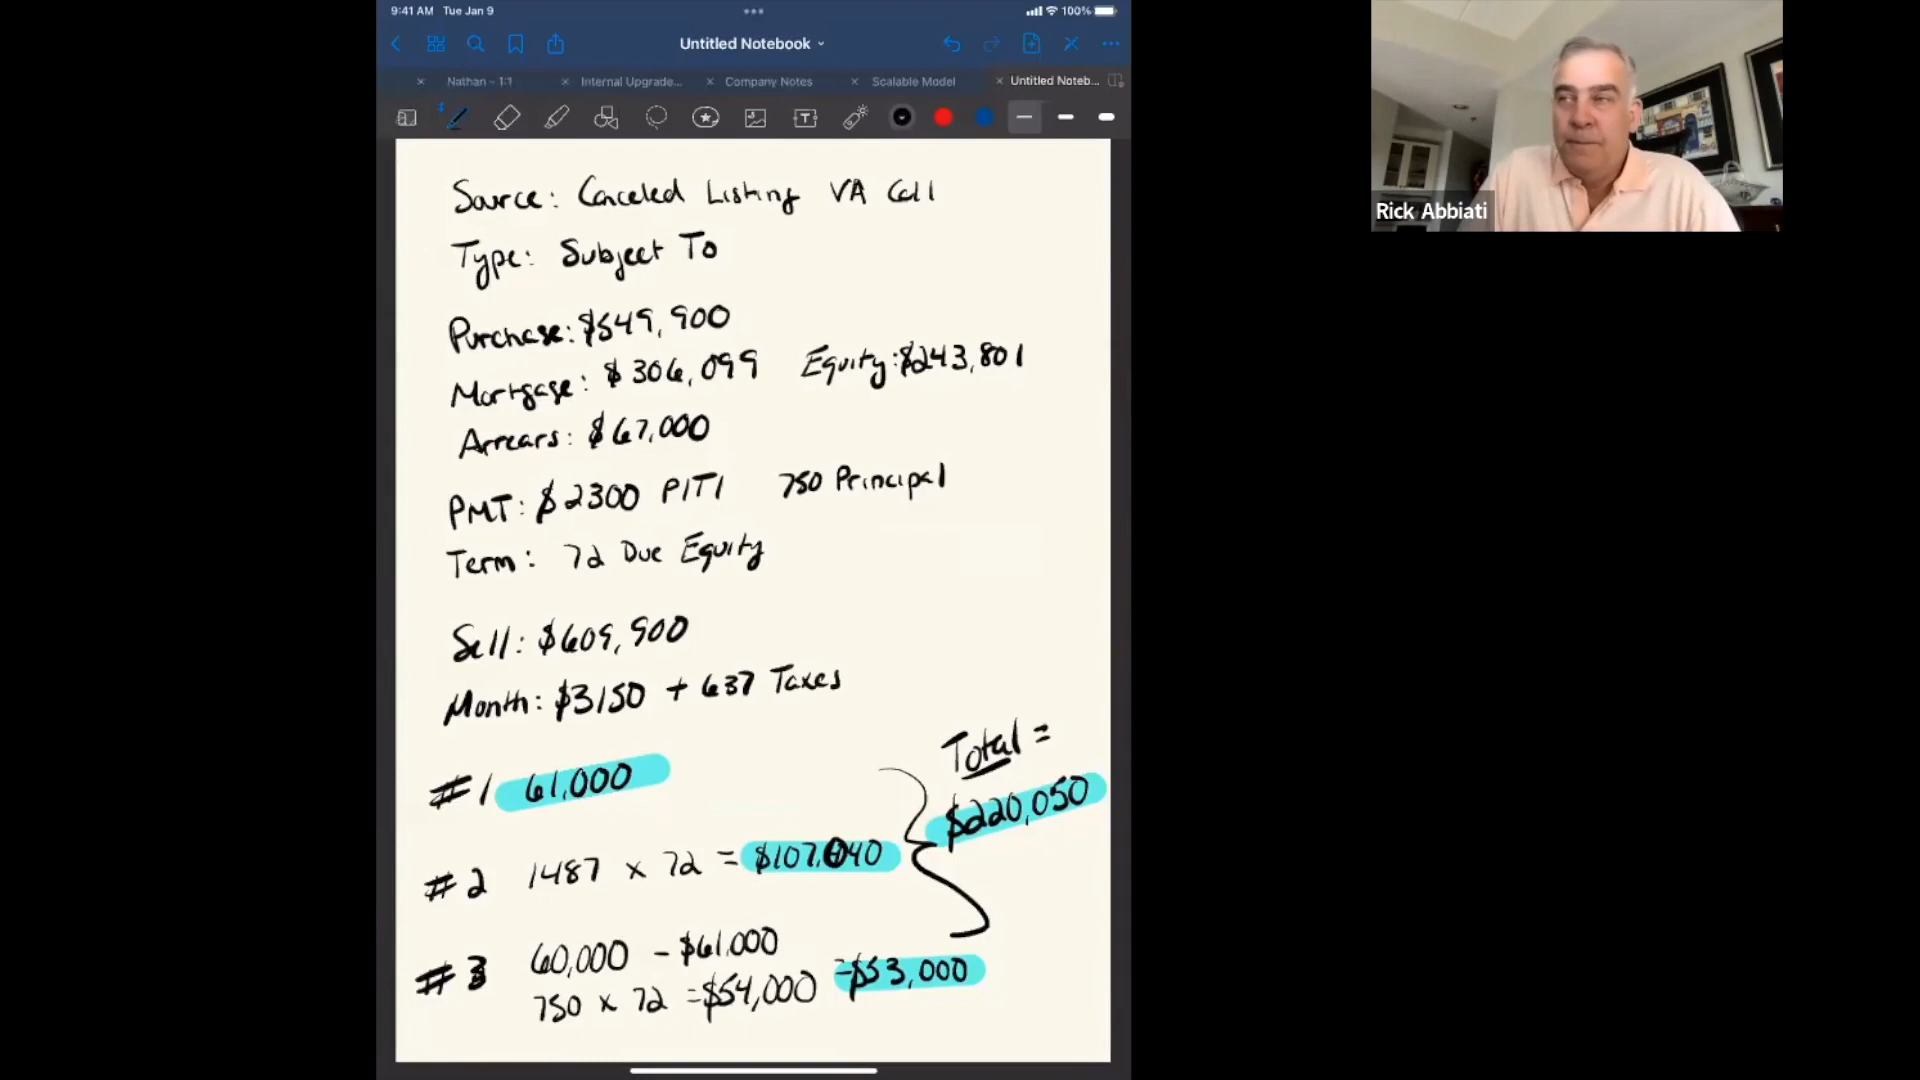 9:41 AM Tue Jan 9
100%
Untitled Notebook
Nathan - 1:1
Internal Upgrade...
Company Notes
Scalable Model
Untitled Noteb...
Rick Abbiati
Source: Canceled Listing VA Call
Type: Subject To
Purchase: $549,900
Mortgage: $306,099 Equity: $243,801
Arrears: $67,000
PMT: $2300 PITI 750 Principal
Term: 72 Due Equity
Sell: $609,900
Month: $3150 + 637 Taxes
Total =
#1 61,000
$220,050
#2 1487 x 72 = $107,040
#3 60,000 - $61,000
750 x 72 = $54,000 = $53,000